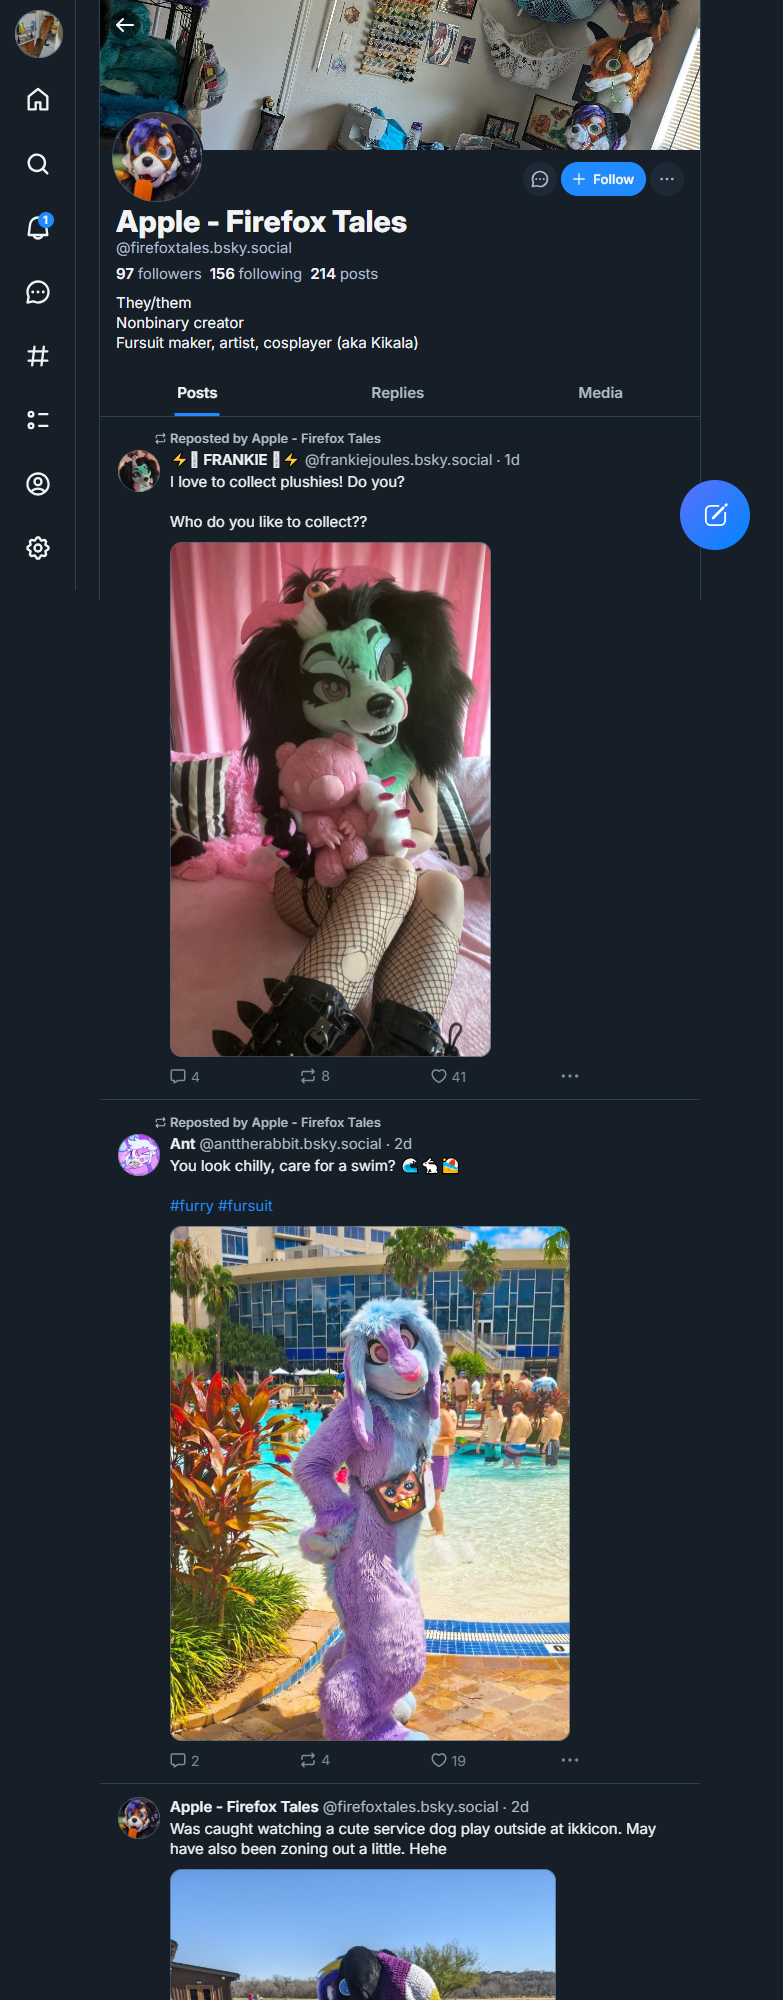 1
Follow
Apple - Firefox Tales
@firefoxtales.bsky.social
97 followers 156 following 214 posts
They/them
Nonbinary creator
Fursuit maker, artist, cosplayer (aka Kikala)
Posts Replies Media
Reposted by Apple - Firefox Tales
⚡ FRANKIE ⚡ @frankiejoules.bsky.social · 1d
I love to collect plushies! Do you?
Who do you like to collect??
4 8 41
Reposted by Apple - Firefox Tales
Ant @anttherabbit.bsky.social · 2d
You look chilly, care for a swim? 🌊🐇🏖️
#furry #fursuit
2 4 19
Apple - Firefox Tales @firefoxtales.bsky.social · 2d
Was caught watching a cute service dog play outside at ikkicon. May
have also been zoning out a little. Hehe